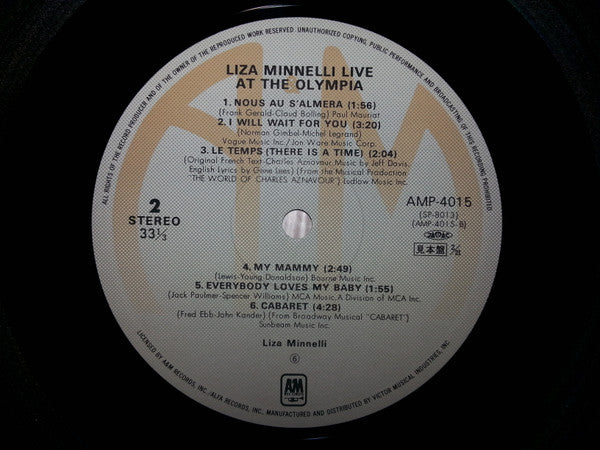 ALL RIGHTS OF THE RECORD PRODUCER AND OF THE OWNER OF THE REPRODUCED WORK RESERVED UNAUTHORIZED COPYING, PUBLIC PERFORMANCE AND BROADCASTING OF THIS RECORDING PROHIBITED
LIZA MINNELLI LIVE
AT THE OLYMPIA
1. NOUS AU S'ALMERA (1:56)
(Frank Gerald-Claud Bolling) Paul Mauriat
2. I WILL WAIT FOR YOU (3:20)
(Norman Gimbel-Michel Legrand)
Vogue Music Inc./Jon Ware Music Corp.
3. LE TEMPS (THERE IS A TIME) (2:04)
(Original French Text-Charles Aznavour, Music by Jeff Davis,
English Lyrics by Gene Lees) (From the Musical Production
"THE WORLD OF CHARLES AZNAVOUR") Ludlow Music Inc.
2
STEREO
33⅓
AMP-4015
(SP-8013)
(AMP-4015-B)
見本盤
4. MY MAMMY (2:49)
(Lewis-Young-Donaldson) Bourne Music Inc.
5. EVERYBODY LOVES MY BABY (1:55)
(Jack Paulmer-Spencer Williams) MCA Music, A Division of MCA Inc.
6. CABARET (4:28)
(Fred Ebb-John Kander) (From Broadway Musical "CABARET")
Sunbeam Music Inc.
Liza Minnelli
6
A&M
RECORDS
LICENSED BY A&M RECORDS, INC./ALFA RECORDS, INC., MANUFACTURED AND DISTRIBUTED BY VICTOR MUSICAL INDUSTRIES, INC.